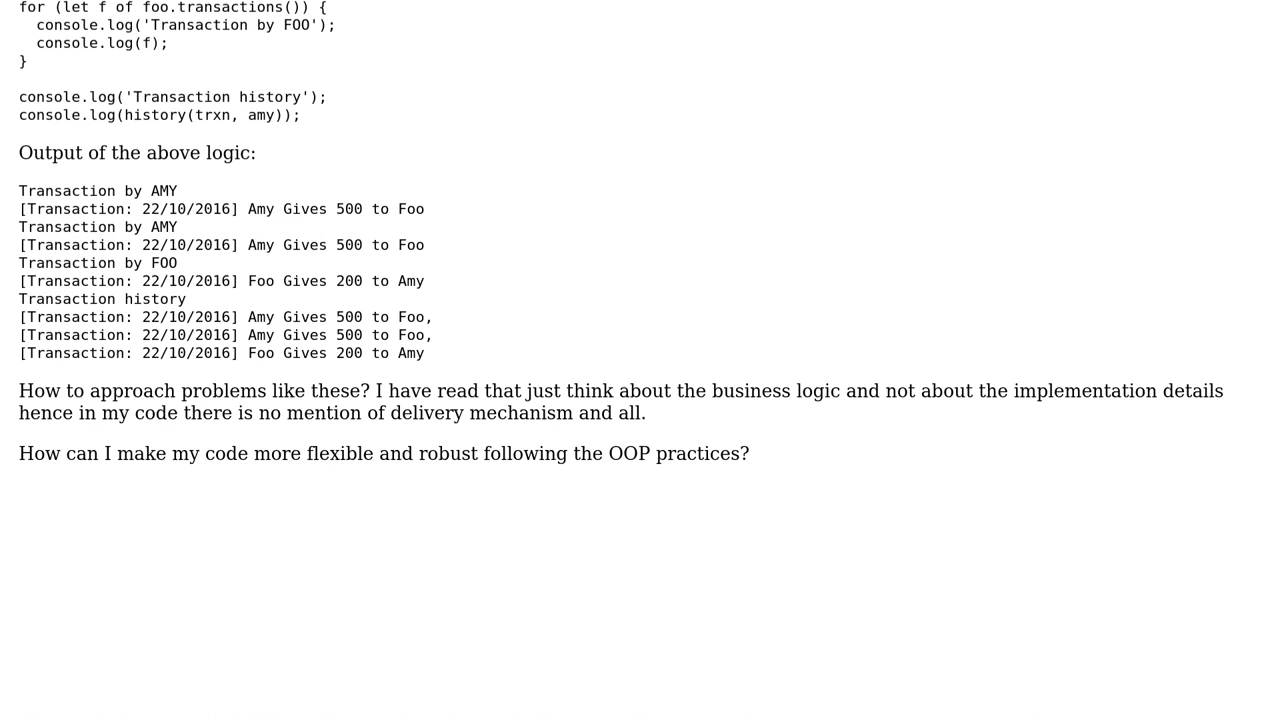 for (let f of foo.transactions()) {
  console.log('Transaction by FOO');
  console.log(f);
}

console.log('Transaction history');
console.log(history(trxn, amy));
Output of the above logic:
Transaction by AMY
[Transaction: 22/10/2016] Amy Gives 500 to Foo
Transaction by AMY
[Transaction: 22/10/2016] Amy Gives 500 to Foo
Transaction by FOO
[Transaction: 22/10/2016] Foo Gives 200 to Amy
Transaction history
[Transaction: 22/10/2016] Amy Gives 500 to Foo,
[Transaction: 22/10/2016] Amy Gives 500 to Foo,
[Transaction: 22/10/2016] Foo Gives 200 to Amy
How to approach problems like these? I have read that just think about the business logic and not about the implementation details
hence in my code there is no mention of delivery mechanism and all.
How can I make my code more flexible and robust following the OOP practices?